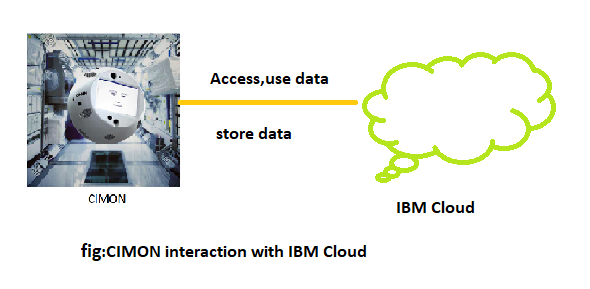 Access,use data
store data
CIMON
IBM Cloud
fig:CIMON interaction with IBM Cloud